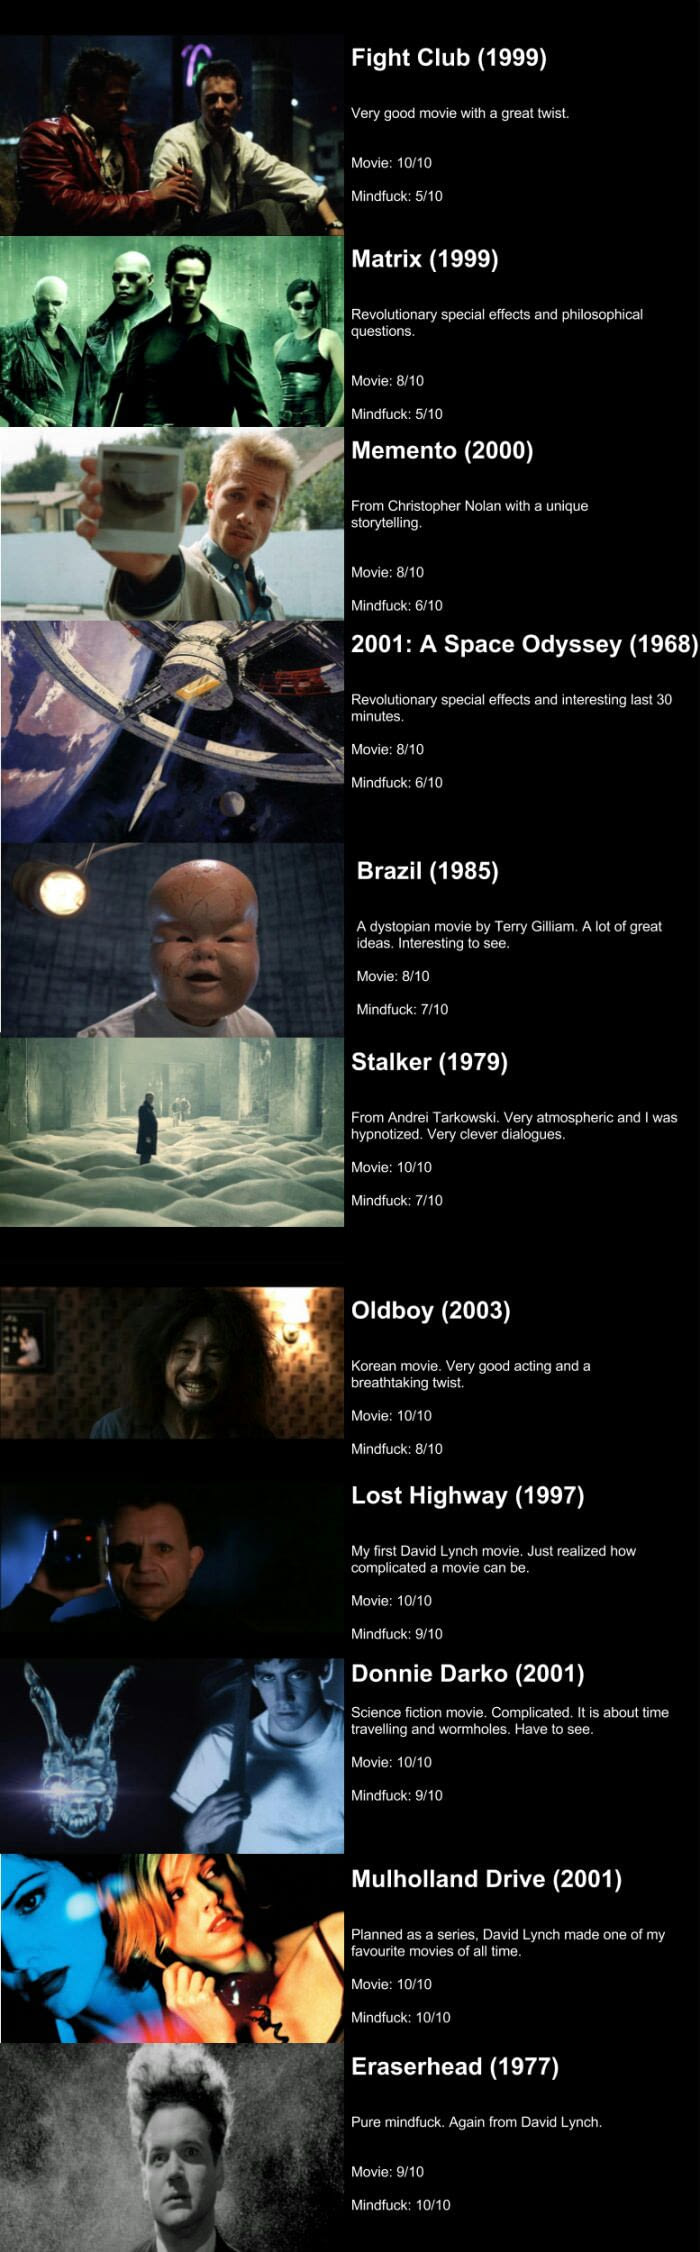 Fight Club (1999)
Very good movie with a great twist.
Movie: 10/10
Mindfuck: 5/10
Matrix (1999)
Revolutionary special effects and philosophical
questions.
Movie: 8/10
Mindfuck: 5/10
Memento (2000)
From Christopher Nolan with a unique
storytelling.
Movie: 8/10
Mindfuck: 6/10
2001: A Space Odyssey (1968)
Revolutionary special effects and interesting last 30
minutes.
Movie: 8/10
Mindfuck: 6/10
Brazil (1985)
A dystopian movie by Terry Gilliam. A lot of great
ideas. Interesting to see.
Movie: 8/10
Mindfuck: 7/10
Stalker (1979)
From Andrei Tarkowski. Very atmospheric and I was
hypnotized. Very clever dialogues.
Movie: 10/10
Mindfuck: 7/10
Oldboy (2003)
Korean movie. Very good acting and a
breathtaking twist.
Movie: 10/10
Mindfuck: 8/10
Lost Highway (1997)
My first David Lynch movie. Just realized how
complicated a movie can be.
Movie: 10/10
Mindfuck: 9/10
Donnie Darko (2001)
Science fiction movie. Complicated. It is about time
travelling and wormholes. Have to see.
Movie: 10/10
Mindfuck: 9/10
Mulholland Drive (2001)
Planned as a series, David Lynch made one of my
favourite movies of all time.
Movie: 10/10
Mindfuck: 10/10
Eraserhead (1977)
Pure mindfuck. Again from David Lynch.
Movie: 9/10
Mindfuck: 10/10